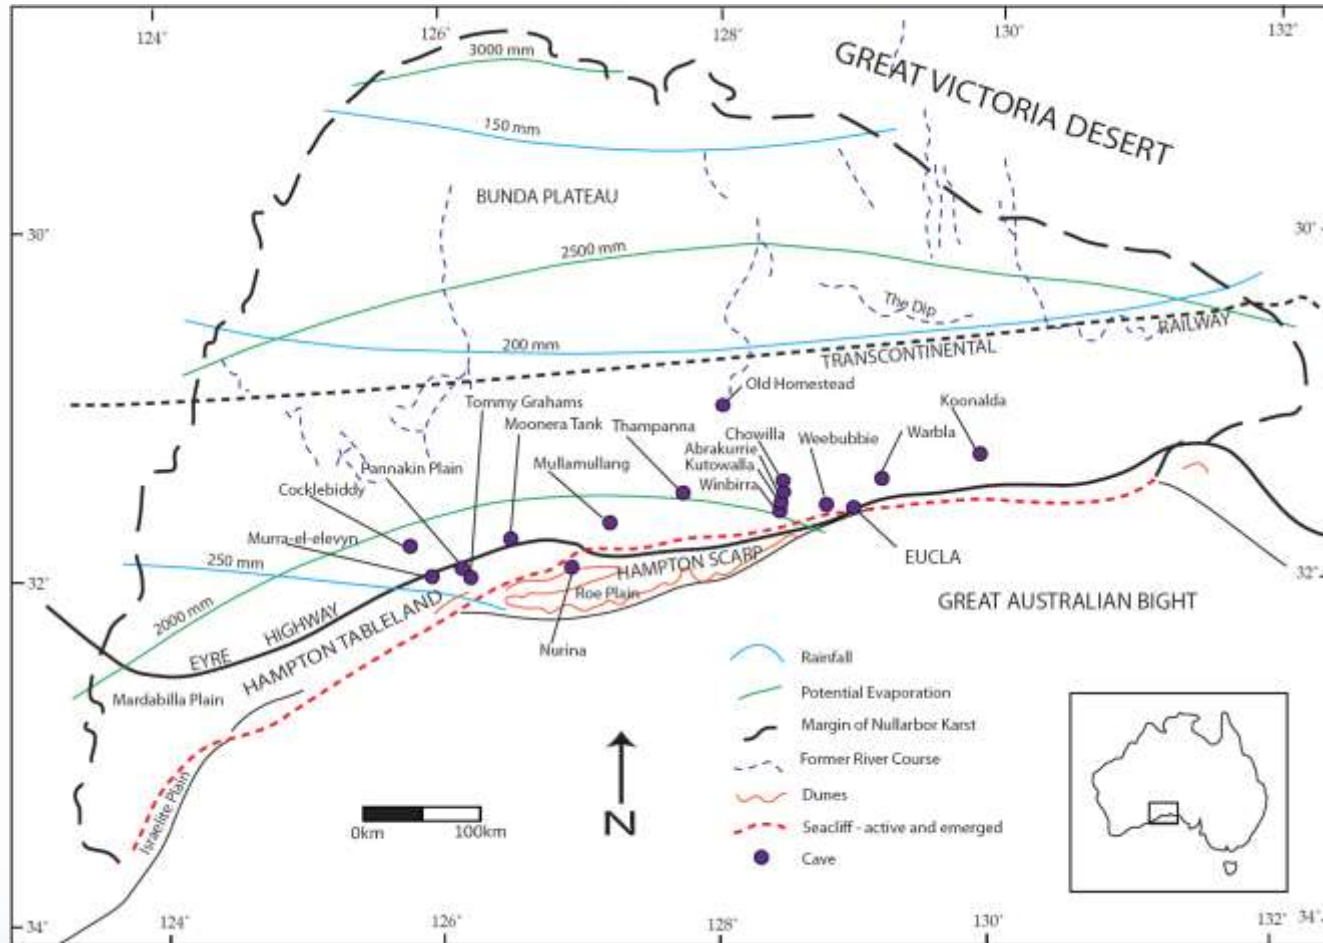 124°
126°
128°
130°
132°
3000 mm
GREAT VICTORIA DESERT
150 mm
BUNDA PLATEAU
30°
30°
2500 mm
The Dip
200 mm
TRANSCONTINENTAL
RAILWAY
Old Homestead
Tommy Grahams
Moonera Tank
Thampanna
Koonalda
Chowilla
Weebubbie
Warbla
Abrakurrie
Pannakin Plain
Mullamullang
Kutowalla
Cocklebiddy
Winbirra
Murra-el-elevyn
EUCLA
250 mm
HAMPTON SCARP
32°
32°
2000 mm
Roe Plain
GREAT AUSTRALIAN BIGHT
EYRE
HIGHWAY
HAMPTON TABLELAND
Nurina
Mardabilla Plain
Israelite Plain
Rainfall
Potential Evaporation
Margin of Nullarbor Karst
Former River Course
Dunes
Seacliff - active and emerged
Cave
N
0km
100km
34°
124°
126°
128°
130°
132°
34°